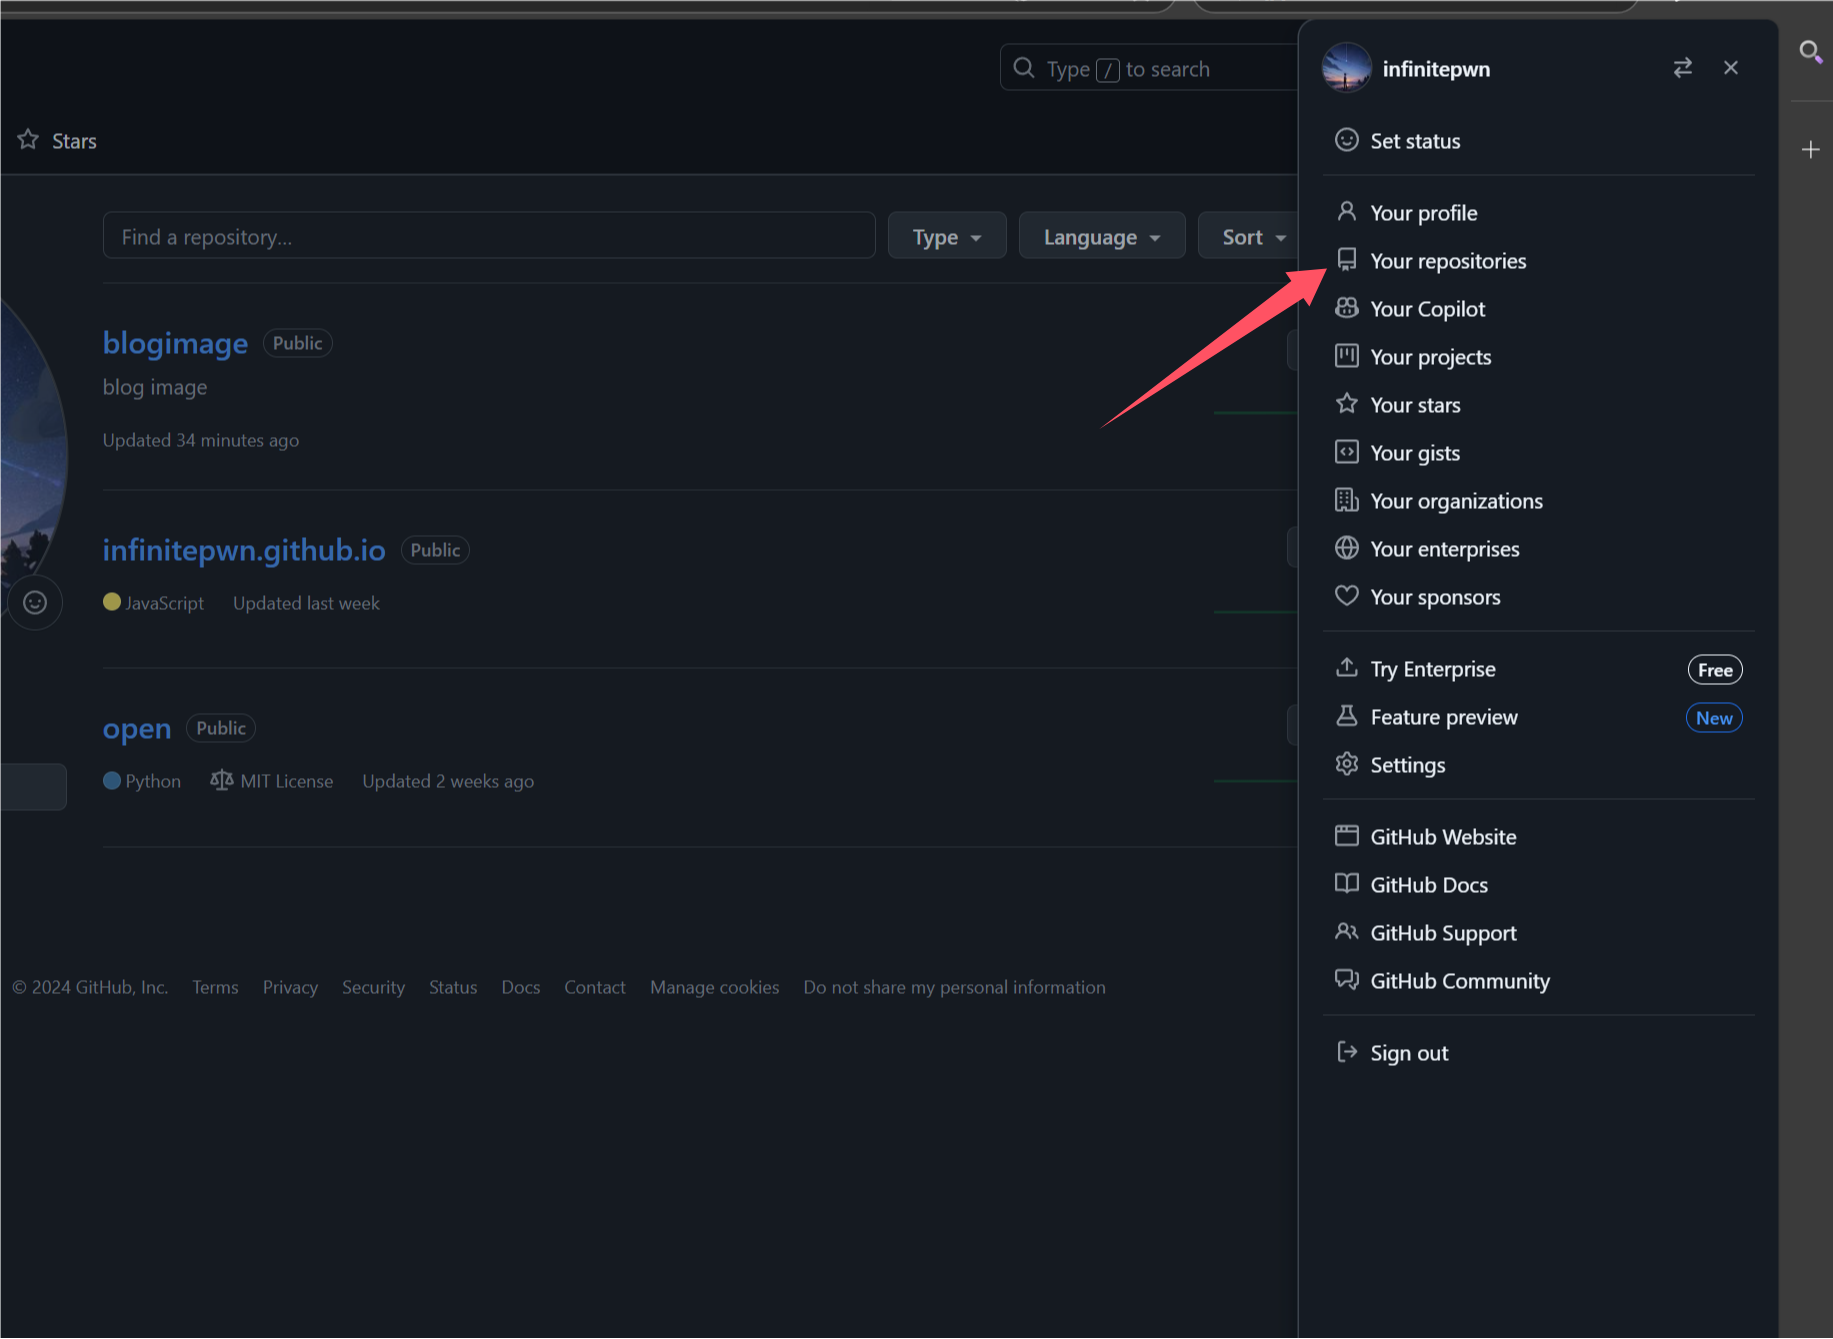 Type / to search
Stars
Find a repository...
Type
Language
Sort
blogimage Public
blog image
Updated 34 minutes ago
infinitepwn.github.io Public
JavaScript Updated last week
open Public
Python MIT License Updated 2 weeks ago
© 2024 GitHub, Inc. Terms Privacy Security Status Docs Contact Manage cookies Do not share my personal information
infinitepwn
Set status
Your profile
Your repositories
Your Copilot
Your projects
Your stars
Your gists
Your organizations
Your enterprises
Your sponsors
Try Enterprise Free
Feature preview New
Settings
GitHub Website
GitHub Docs
GitHub Support
GitHub Community
Sign out